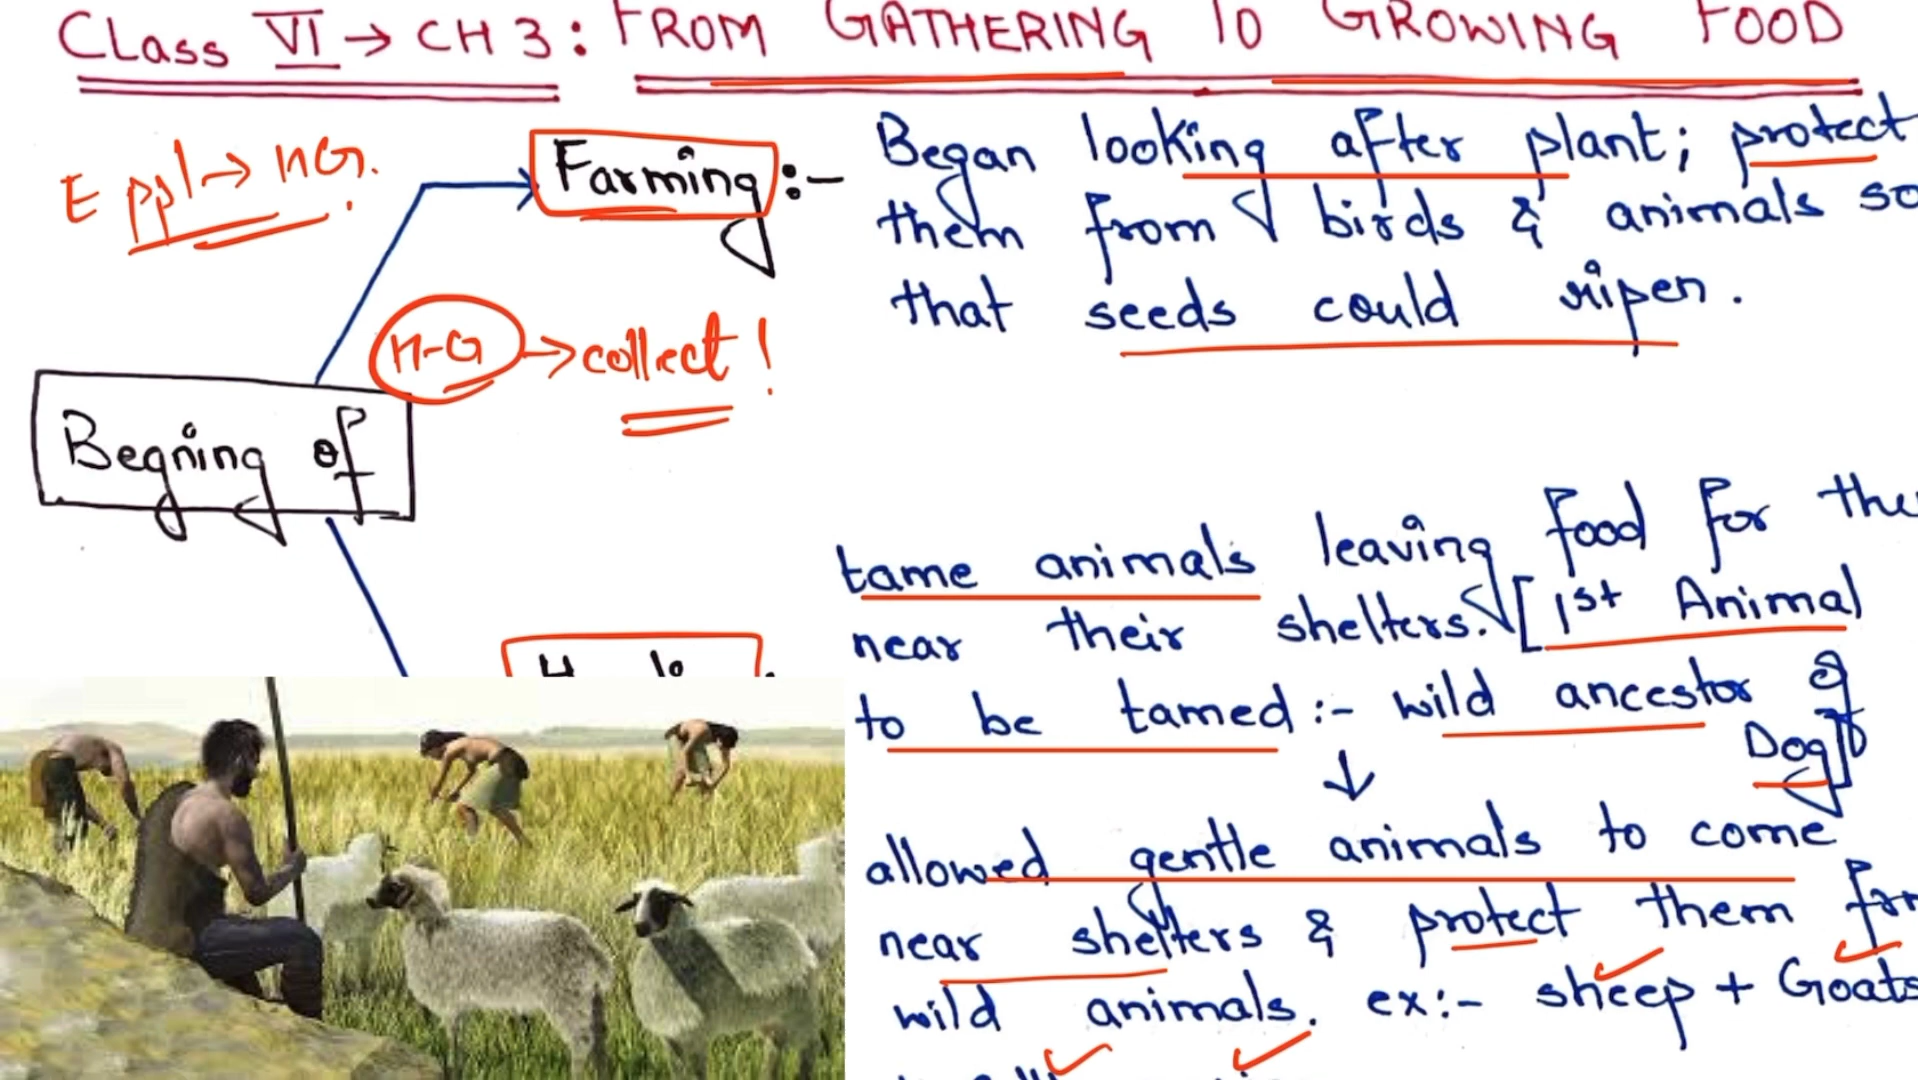 CLass VI → CH 3: FROM GATHERING TO GROWING FOOD
E ppl → HG.
Farming :-
Began looking after plant; protect
them from birds & animals so
that seeds could ripen.
H-G → collect !
Begning of
tame animals leaving food for the
near their shelters. [1st Animal
to be tamed :- wild ancestor of
Dog]
↓
allowed gentle animals to come
near shelters & protect them
wild animals. ex:- sheep + Goats